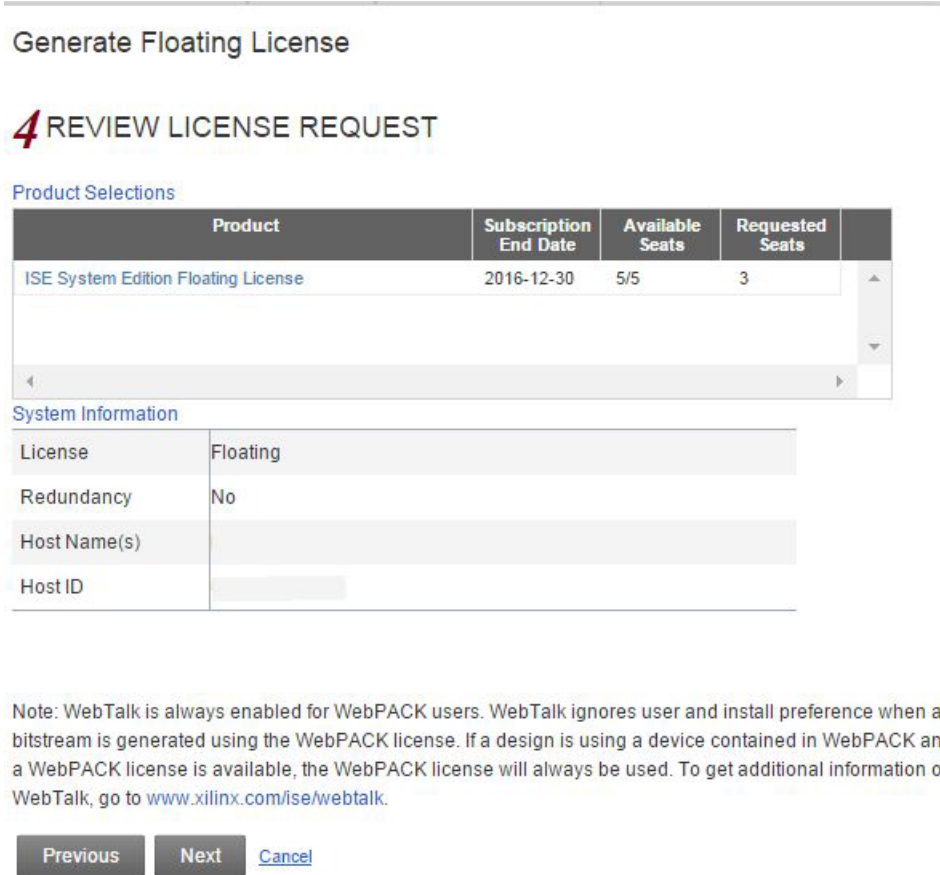 Generate Floating License
4 REVIEW LICENSE REQUEST
Product Selections
Product Subscription End Date Available Seats Requested Seats
ISE System Edition Floating License 2016-12-30 5/5 3
System Information
License Floating
Redundancy No
Host Name(s)
Host ID
Note: WebTalk is always enabled for WebPACK users. WebTalk ignores user and install preference when a
bitstream is generated using the WebPACK license. If a design is using a device contained in WebPACK an
a WebPACK license is available, the WebPACK license will always be used. To get additional information o
WebTalk, go to www.xilinx.com/ise/webtalk.
Previous Next Cancel